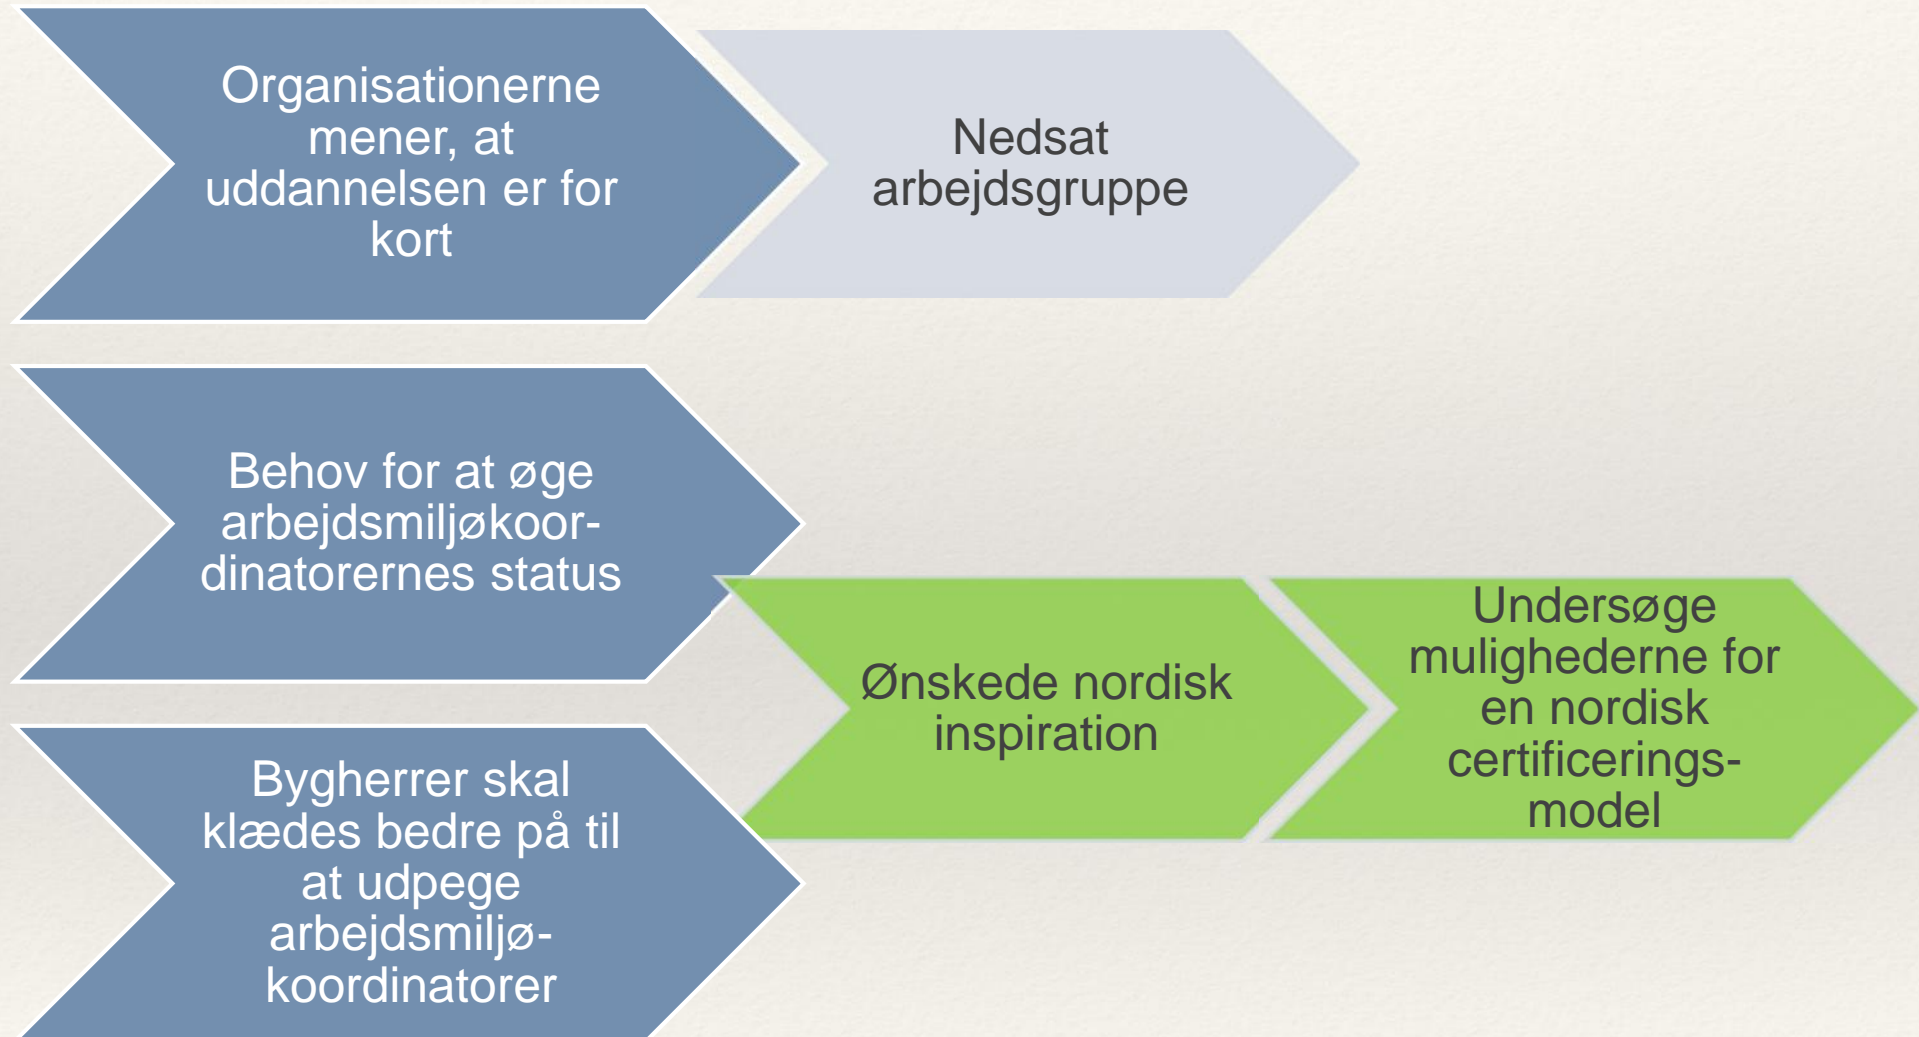 Organisationerne
mener, at
uddannelsen er for
kort
Nedsat
arbejdsgruppe
Behov for at øge
arbejdsmiljøkoor-
dinatorernes status
Ønskede nordisk
inspiration
Undersøge
mulighederne for
en nordisk
certificerings-
model
Bygherrer skal
klædes bedre på til
at udpege
arbejdsmiljø-
koordinatorer